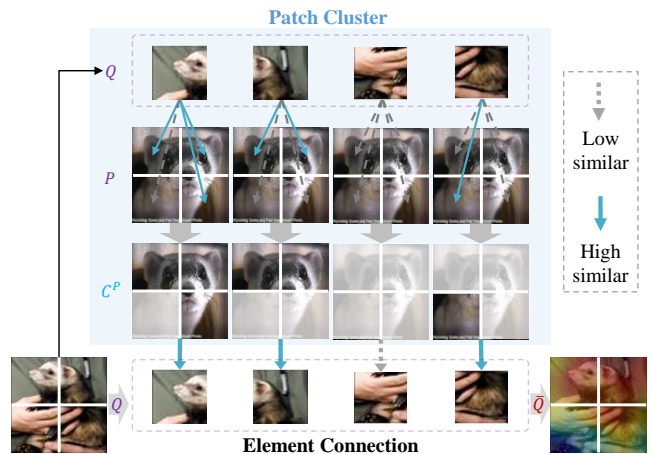 Patch Cluster
Q
P
C^P
Low
similar
High
similar
Q
Q̄
Element Connection